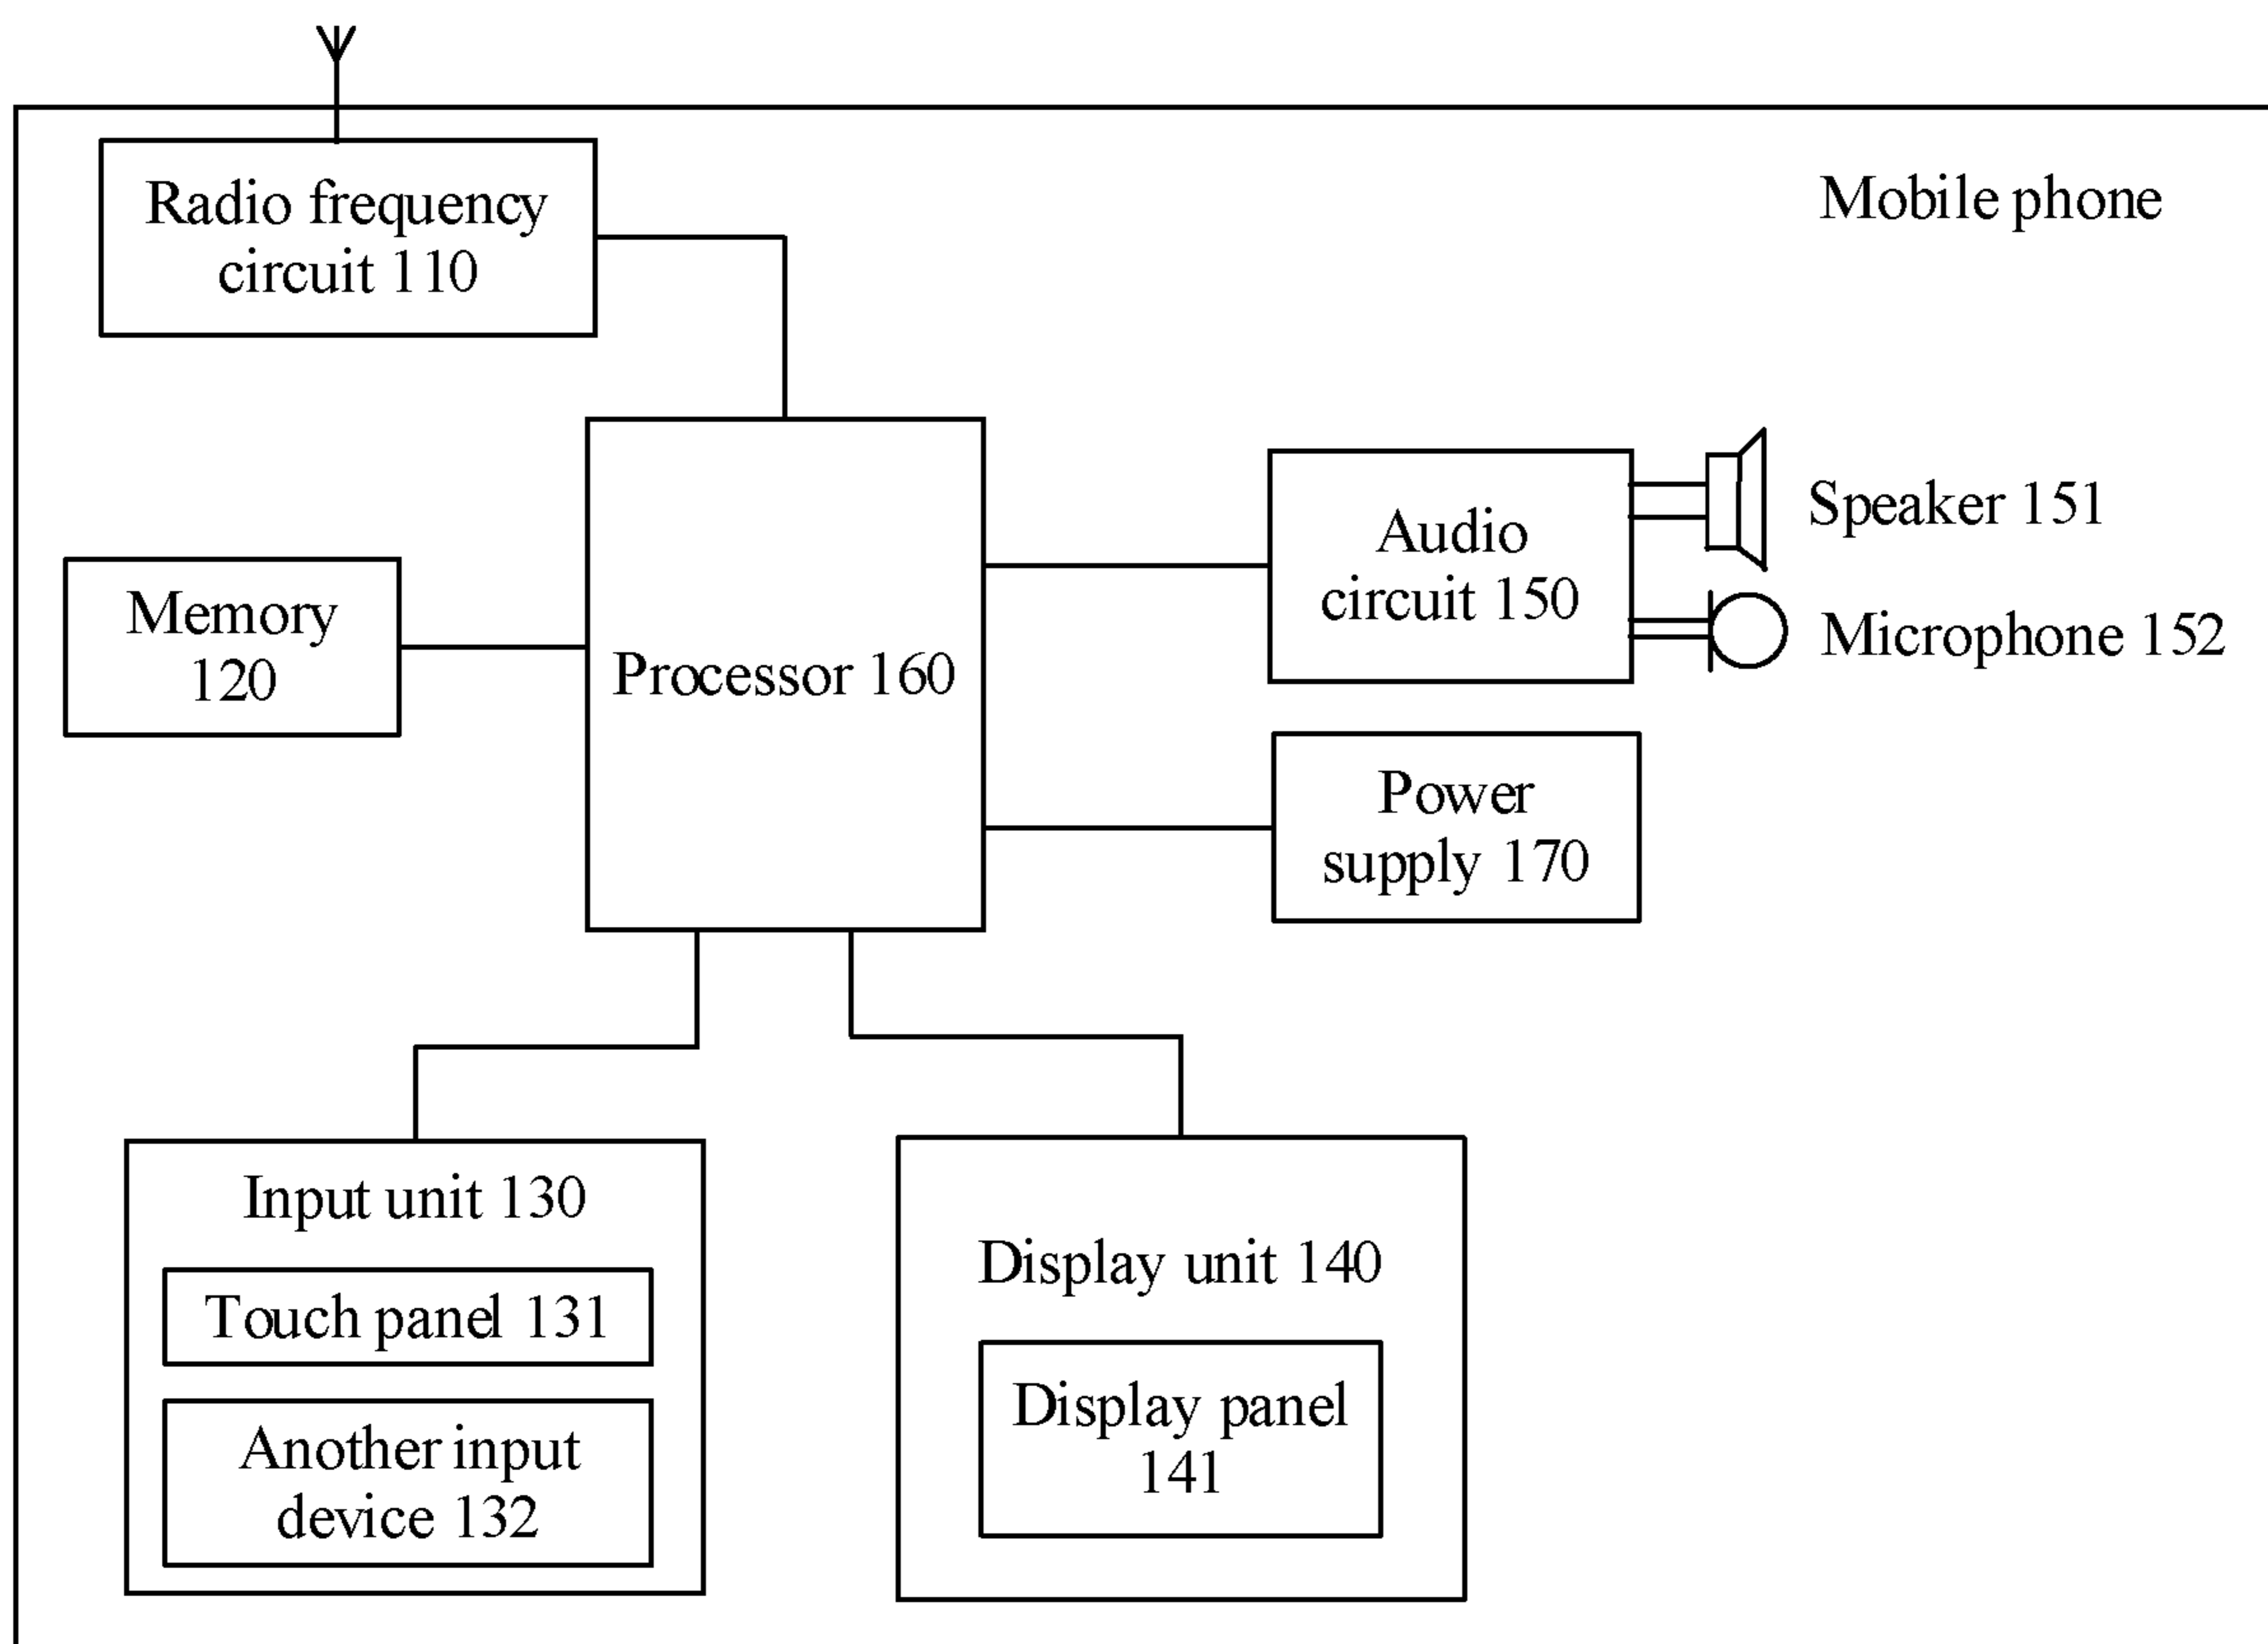 Radio frequency
circuit 110
Mobile phone
Memory
120
Processor 160
Audio
circuit 150
Speaker 151
Microphone 152
Power
supply 170
Input unit 130
Touch panel 131
Another input
device 132
Display unit 140
Display panel
141